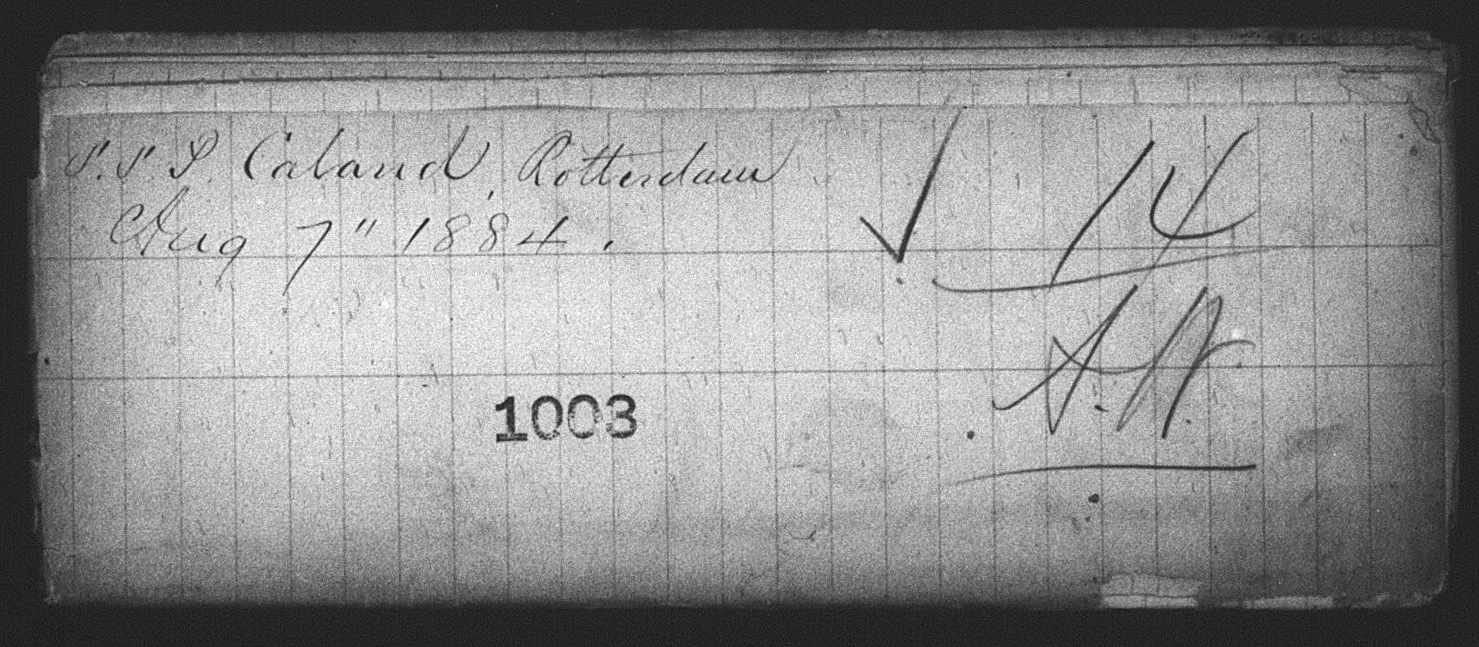 S.S. P. Caland, Rotterdam
Aug 7" 1884.
14
1003